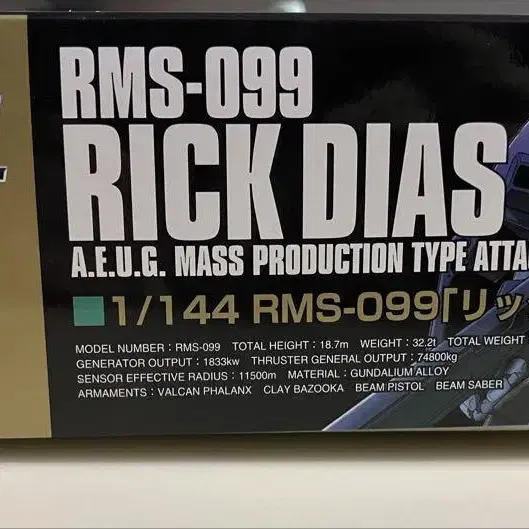 RMS-099
RICK DIAS
A.E.U.G. MASS PRODUCTION TYPE ATTA
1/144 RMS-099「リッ
MODEL NUMBER : RMS-099 TOTAL HEIGHT : 18.7m WEIGHT : 32.2t TOTAL WEIGHT
GENERATOR OUTPUT : 1833kw THRUSTER GENERAL OUTPUT : 74800kg
SENSOR EFFECTIVE RADIUS : 11500m MATERIAL : GUNDALIUM ALLOY
ARMAMENTS : VALCAN PHALANX CLAY BAZOOKA BEAM PISTOL BEAM SABER